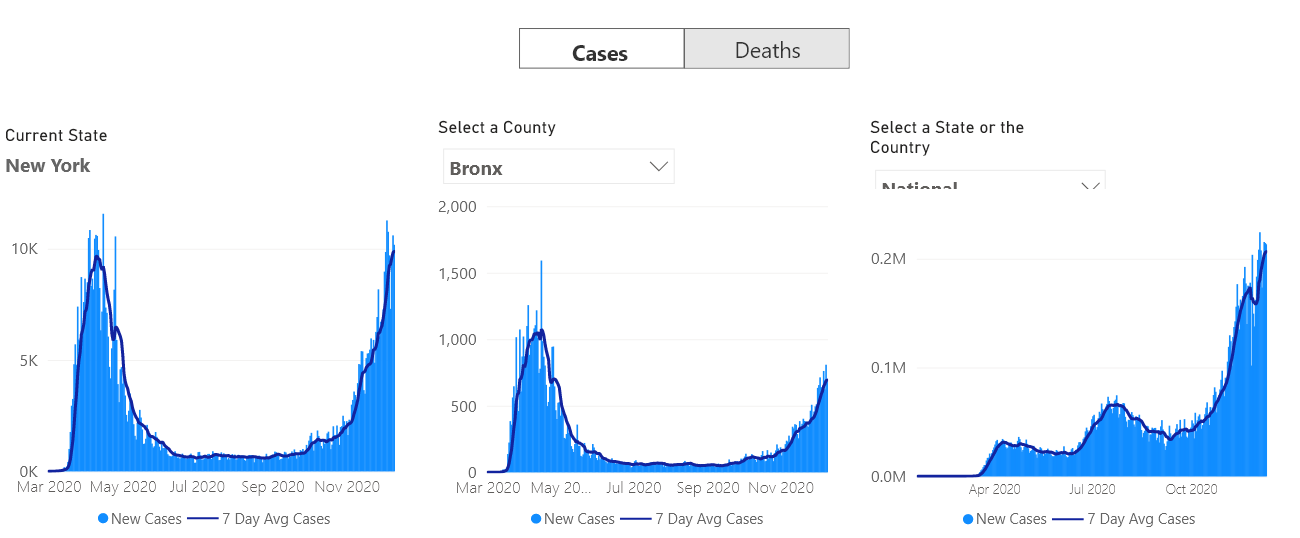 Cases
Deaths
Current State
New York
10K
5K
0K
Mar 2020 May 2020 Jul 2020 Sep 2020 Nov 2020
New Cases 7 Day Avg Cases
Select a County
Bronx
2,000
1,500
1,000
500
0
Mar 2020 May 20... Jul 2020 Sep 2020 Nov 2020
New Cases 7 Day Avg Cases
Select a State or the
Country
National
0.2M
0.1M
0.0M
Apr 2020 Jul 2020 Oct 2020
New Cases 7 Day Avg Cases